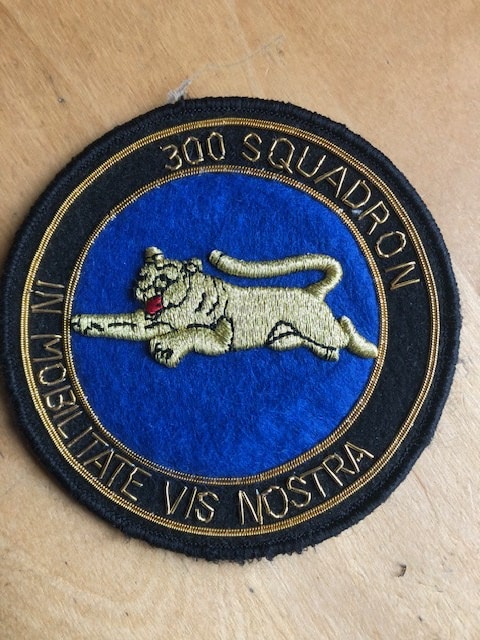 300 SQUADRON
IN MOBILITATE VIS NOSTRA